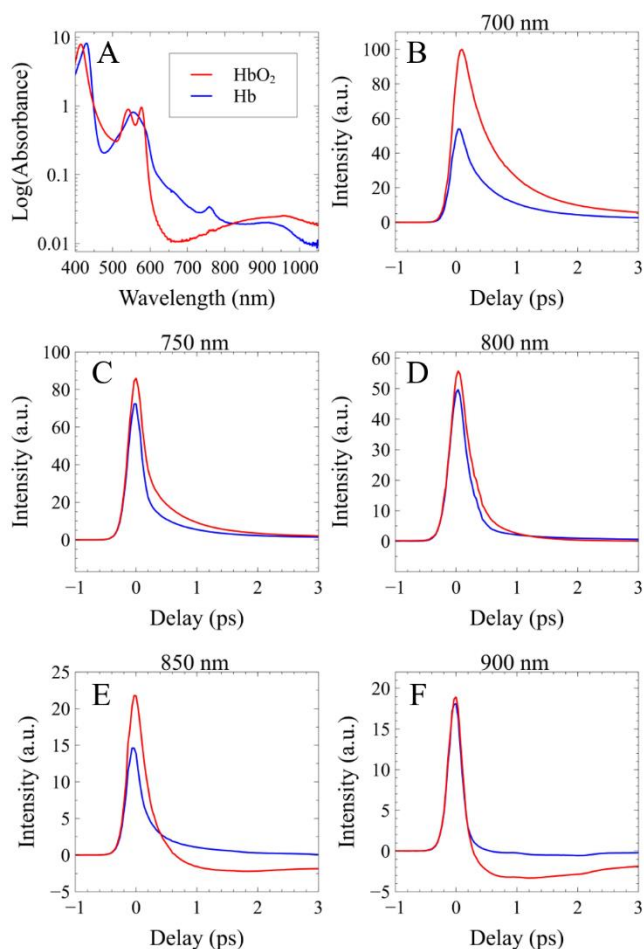 A
HbO₂
Hb
Log(Absorbance)
10
1
0.1
0.01
400 500 600 700 800 900 1000
Wavelength (nm)
700 nm
B
Intensity (a.u.)
100
80
60
40
20
0
−1 0 1 2 3
Delay (ps)
750 nm
C
Intensity (a.u.)
100
80
60
40
20
0
−1 0 1 2 3
Delay (ps)
800 nm
D
Intensity (a.u.)
60
50
40
30
20
10
0
−1 0 1 2 3
Delay (ps)
850 nm
E
Intensity (a.u.)
25
20
15
10
5
0
−5
−1 0 1 2 3
Delay (ps)
900 nm
F
Intensity (a.u.)
20
15
10
5
0
−5
−1 0 1 2 3
Delay (ps)